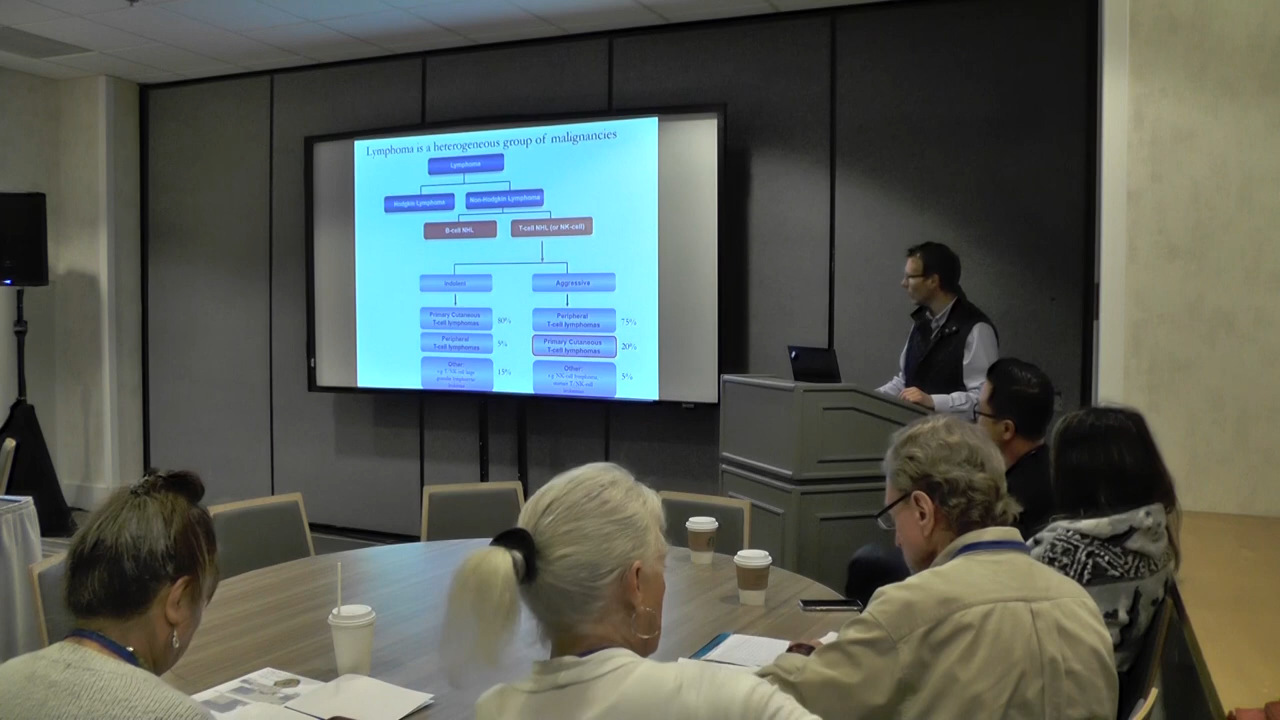 Lymphoma is a heterogeneous group of malignancies
Lymphoma
Hodgkin Lymphoma
Non-Hodgkin Lymphoma
B-cell NHL
T-cell NHL (or NK-cell)
Indolent
Aggressive
Primary Cutaneous
T-cell lymphomas
80%
Peripheral
T-cell lymphomas
75%
Peripheral
T-cell lymphomas
5%
Primary Cutaneous
T-cell lymphomas
20%
Other:
15%
Other:
5%